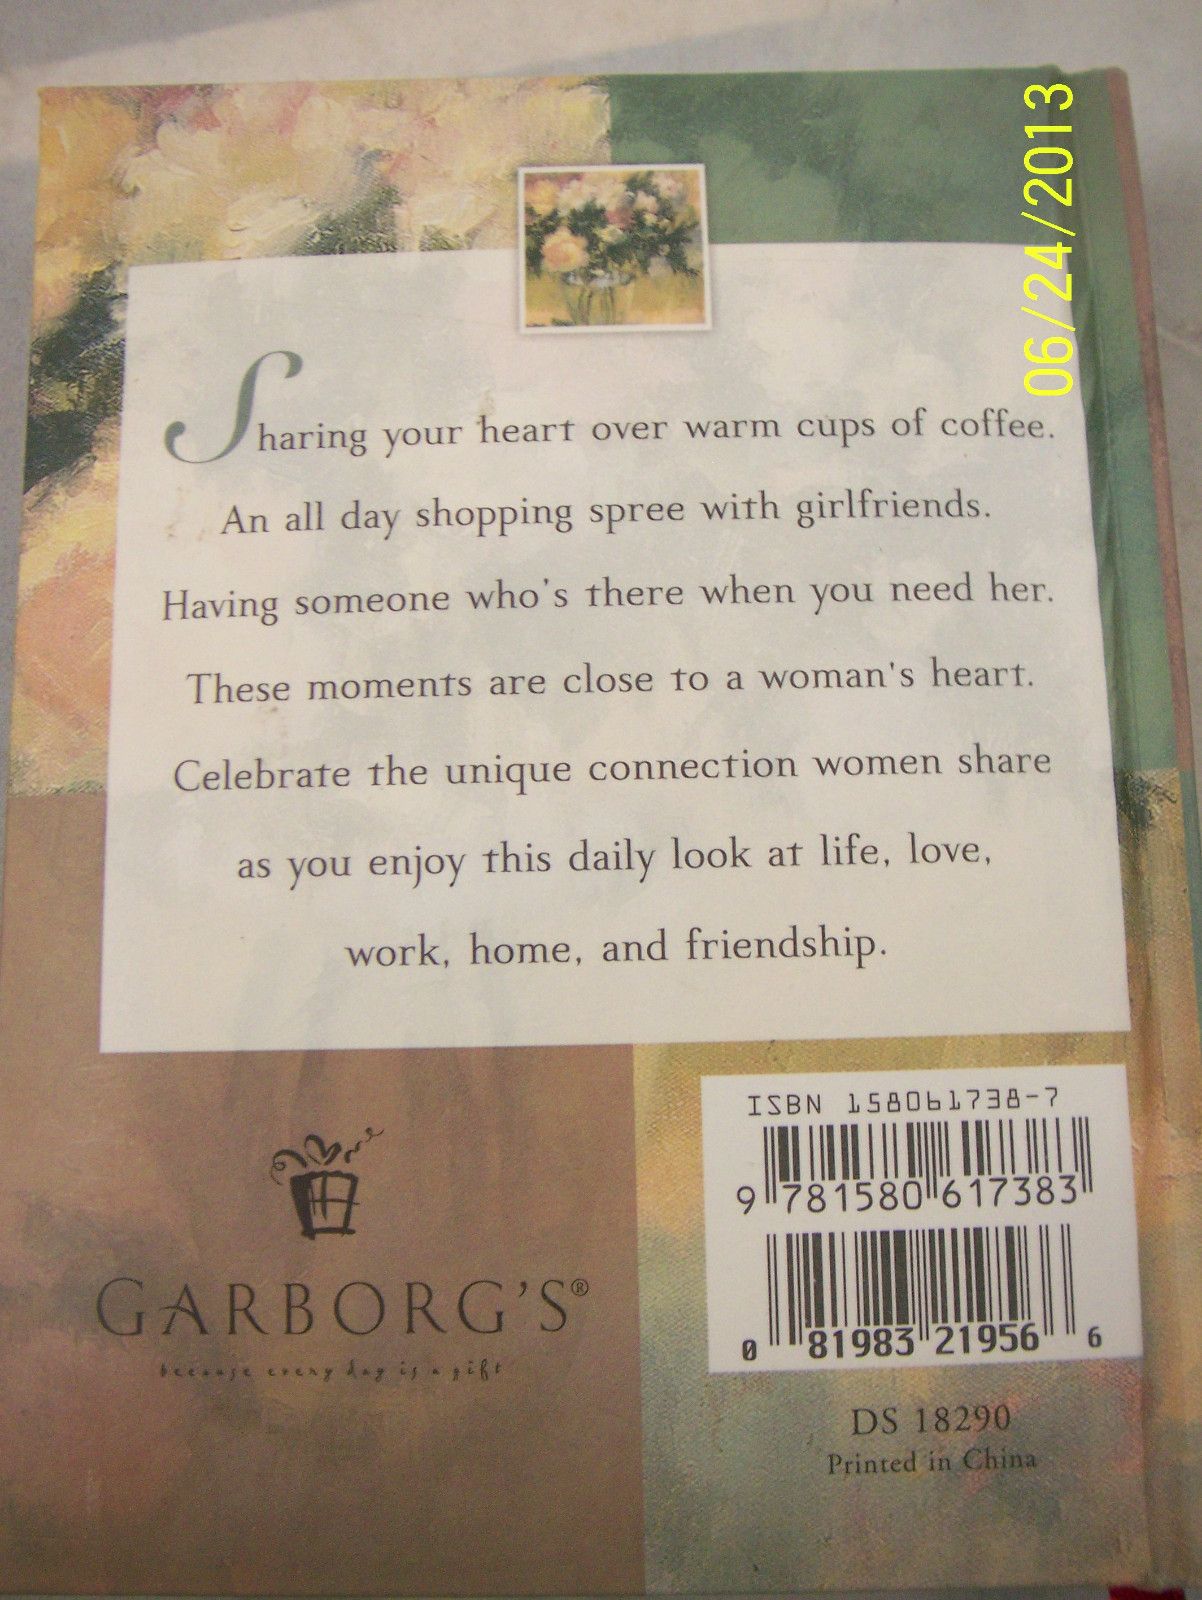 06/24/2013
Sharing your heart over warm cups of coffee.
An all day shopping spree with girlfriends.
Having someone who's there when you need her.
These moments are close to a woman's heart.
Celebrate the unique connection women share
as you enjoy this daily look at life, love,
work, home, and friendship.
GARBORG'S®
because every day is a gift
ISBN 158061738-7
9 781580 617383
0 81983 21956 6
DS 18290
Printed in China